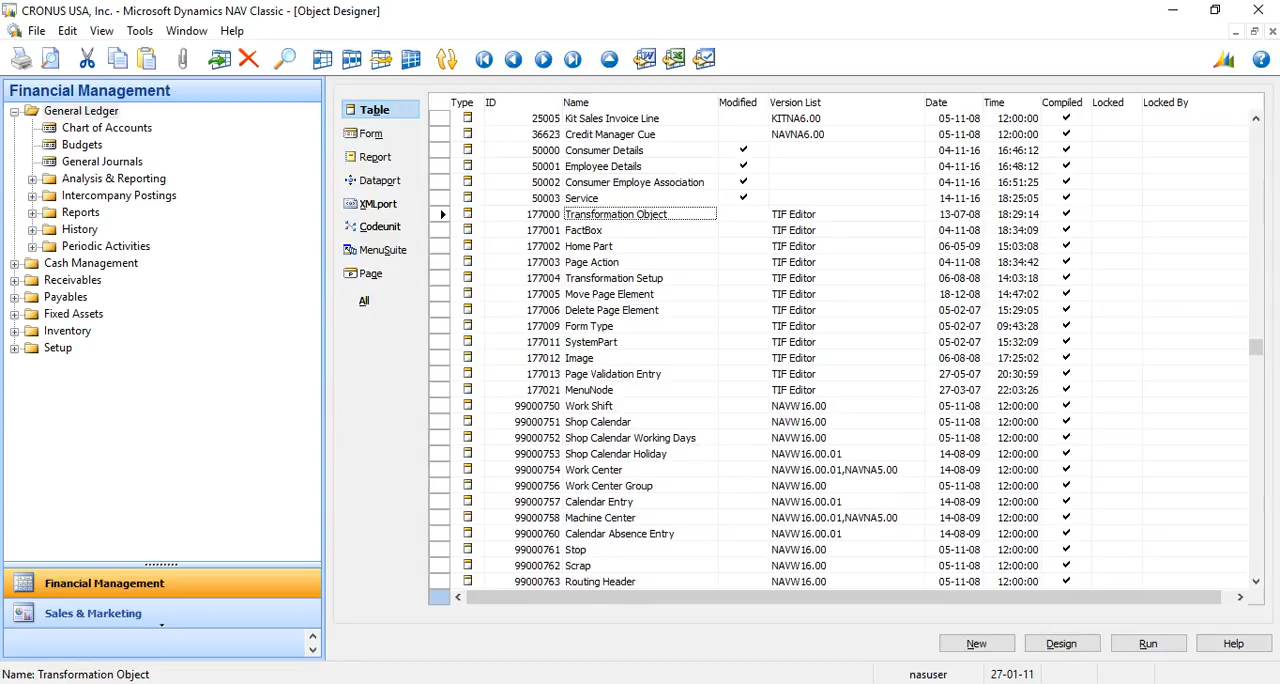 CRONUS USA, Inc. - Microsoft Dynamics NAV Classic - [Object Designer]
File Edit View Tools Window Help
Financial Management
General Ledger
Chart of Accounts
Budgets
General Journals
Analysis & Reporting
Intercompany Postings
Reports
History
Periodic Activities
Cash Management
Receivables
Payables
Fixed Assets
Inventory
Setup
Financial Management
Sales & Marketing
Table
Form
Report
Dataport
XMLport
Codeunit
MenuSuite
Page
All
Type ID Name Modified Version List Date Time Compiled Locked Locked By
25005 Kit Sales Invoice Line KITNA6.00 05-11-08 12:00:00
36623 Credit Manager Cue NAVNA6.00 05-11-08 12:00:00
50000 Consumer Details 04-11-16 16:46:12
50001 Employee Details 04-11-16 16:48:12
50002 Consumer Employe Association 04-11-16 16:51:25
50003 Service 14-11-16 18:25:05
177000 Transformation Object TIF Editor 13-07-08 18:29:14
177001 FactBox TIF Editor 04-11-08 18:34:09
177002 Home Part TIF Editor 06-05-09 15:03:08
177003 Page Action TIF Editor 04-11-08 18:34:42
177004 Transformation Setup TIF Editor 06-08-08 14:03:18
177005 Move Page Element TIF Editor 18-12-08 14:47:02
177006 Delete Page Element TIF Editor 05-02-07 15:29:05
177009 Form Type TIF Editor 05-02-07 09:43:28
177011 SystemPart TIF Editor 05-02-07 15:32:09
177012 Image TIF Editor 06-08-08 17:25:02
177013 Page Validation Entry TIF Editor 27-05-07 20:30:59
177021 MenuNode TIF Editor 27-03-07 22:03:26
99000750 Work Shift NAVW16.00 05-11-08 12:00:00
99000751 Shop Calendar NAVW16.00 05-11-08 12:00:00
99000752 Shop Calendar Working Days NAVW16.00 05-11-08 12:00:00
99000753 Shop Calendar Holiday NAVW16.00.01 14-08-09 12:00:00
99000754 Work Center NAVW16.00.01,NAVNA5.00 14-08-09 12:00:00
99000756 Work Center Group NAVW16.00 05-11-08 12:00:00
99000757 Calendar Entry NAVW16.00.01 14-08-09 12:00:00
99000758 Machine Center NAVW16.00.01,NAVNA5.00 14-08-09 12:00:00
99000760 Calendar Absence Entry NAVW16.00.01 14-08-09 12:00:00
99000761 Stop NAVW16.00 05-11-08 12:00:00
99000762 Scrap NAVW16.00 05-11-08 12:00:00
99000763 Routing Header NAVW16.00 05-11-08 12:00:00
New Design Run Help
Name: Transformation Object nasuser 27-01-11